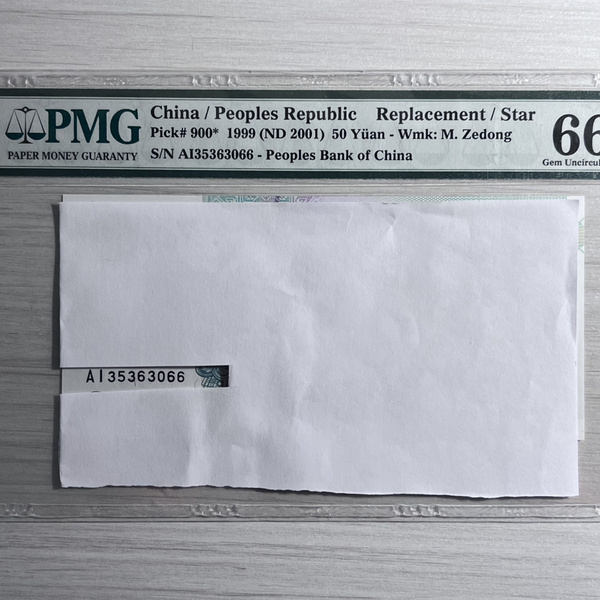 PMG
PAPER MONEY GUARANTY
China / Peoples Republic Replacement / Star
Pick# 900* 1999 (ND 2001) 50 Yüan - Wmk: M. Zedong
S/N AI35363066 - Peoples Bank of China
66
Gem Uncircul
AI35363066